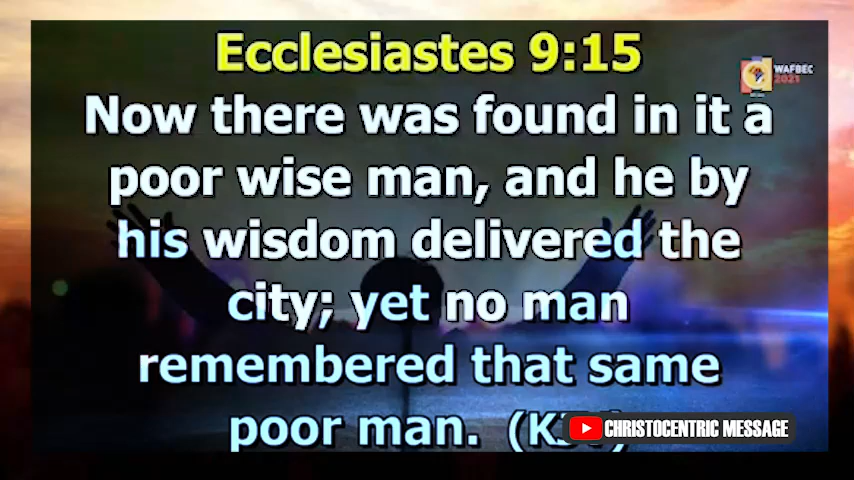 Ecclesiastes 9:15
WAFBEC
2021
Now there was found in it a
poor wise man, and he by
his wisdom delivered the
city; yet no man
remembered that same
poor man.
CHRISTOCENTRIC MESSAGE